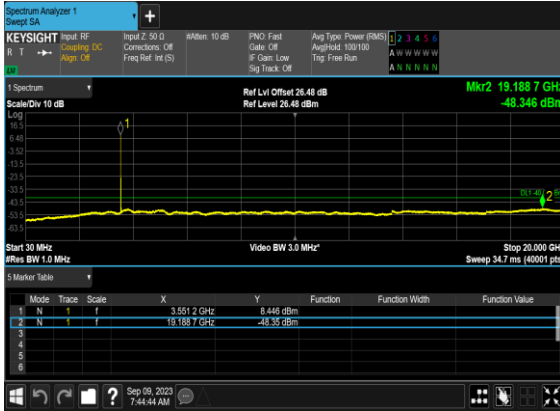 Spectrum Analyzer 1
Swept SA
+
KEYSIGHT Input: RF Input Z: 50 Ω #Atten: 10 dB PNO: Fast Avg Type: Power (RMS) 1 2 3 4 5 6
R T Coupling: DC Corrections: Off Gate: Off Avg|Hold: 100/100 A W W W W W
Align: Off Freq Ref: Int (S) IF Gain: Low Trig: Free Run
Sig Track: Off A N N N N N
1 Spectrum Ref Lvl Offset 26.48 dB Mkr2 19.188 7 GHz
Scale/Div 10 dB Ref Level 26.48 dBm -48.346 dBm
Log
16.5
6.48
-3.52
-13.5
-23.5
-33.5
-43.5
-53.5
1
2
Start 30 MHz Video BW 3.0 MHz* Stop 20.000 GH
#Res BW 1.0 MHz Sweep 34.7 ms (40001 pts
5 Marker Table
Mode Trace Scale X Y Function Function Width Function Value
1 N 1 f 3.551 2 GHz 8.446 dBm
2 N 1 f 19.188 7 GHz -48.35 dBm
3
4
5
6
? Sep 09, 2023
7:44:44 AM